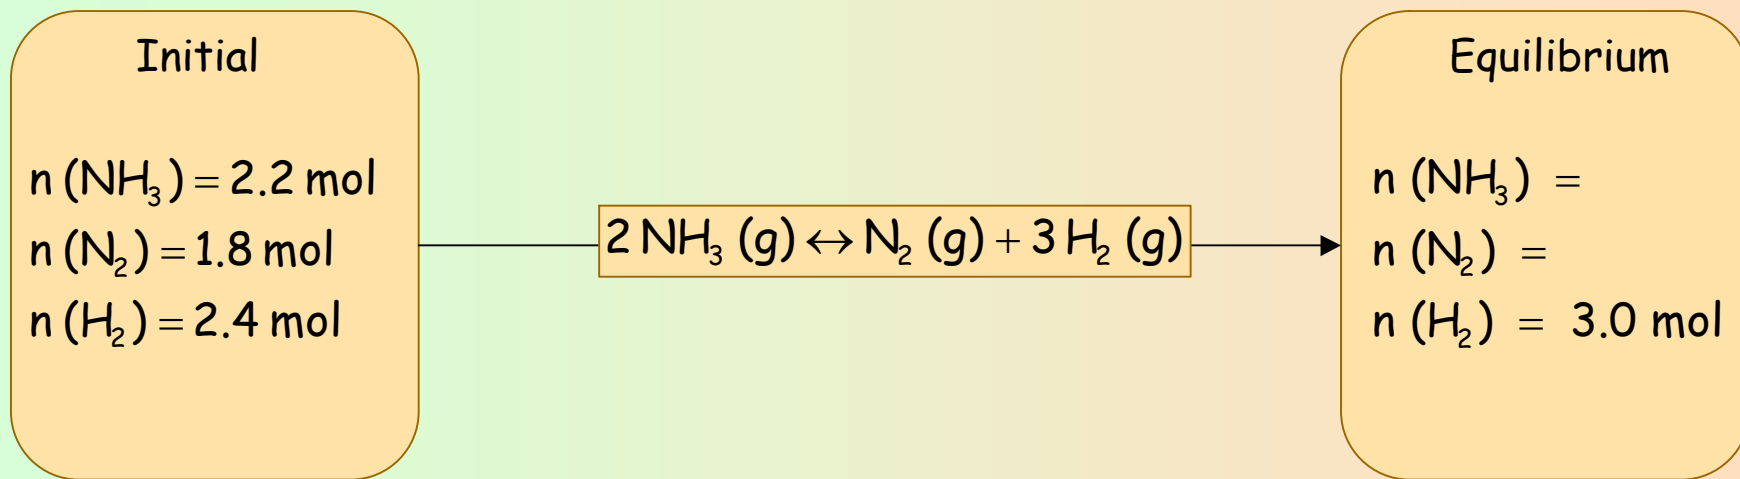 Initial
n (NH₃) = 2.2 mol
n (N₂) = 1.8 mol
n (H₂) = 2.4 mol
2 NH₃ (g) ↔ N₂ (g) + 3 H₂ (g)
Equilibrium
n (NH₃) =
n (N₂) =
n (H₂) = 3.0 mol